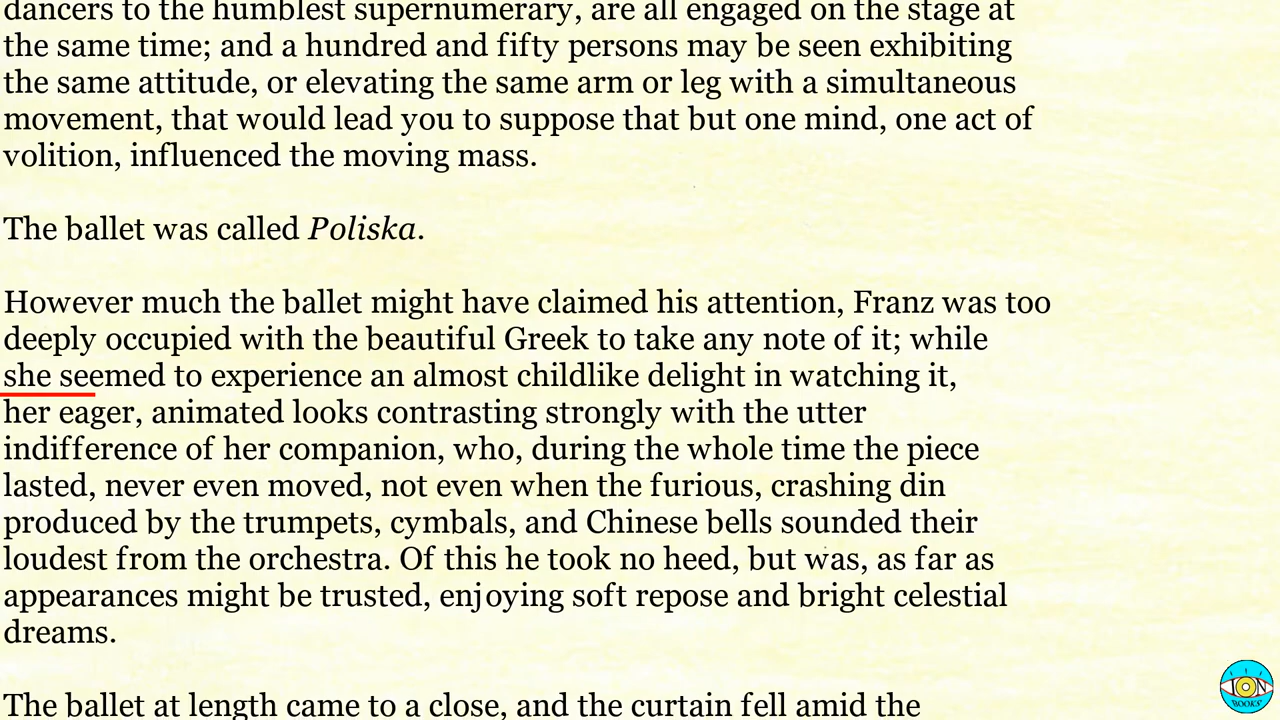 dancers to the humblest supernumerary, are all engaged on the stage at
the same time; and a hundred and fifty persons may be seen exhibiting
the same attitude, or elevating the same arm or leg with a simultaneous
movement, that would lead you to suppose that but one mind, one act of
volition, influenced the moving mass.
The ballet was called Poliska.
However much the ballet might have claimed his attention, Franz was too
deeply occupied with the beautiful Greek to take any note of it; while
she seemed to experience an almost childlike delight in watching it,
her eager, animated looks contrasting strongly with the utter
indifference of her companion, who, during the whole time the piece
lasted, never even moved, not even when the furious, crashing din
produced by the trumpets, cymbals, and Chinese bells sounded their
loudest from the orchestra. Of this he took no heed, but was, as far as
appearances might be trusted, enjoying soft repose and bright celestial
dreams.
The ballet at length came to a close, and the curtain fell amid the
ION
BOOKS